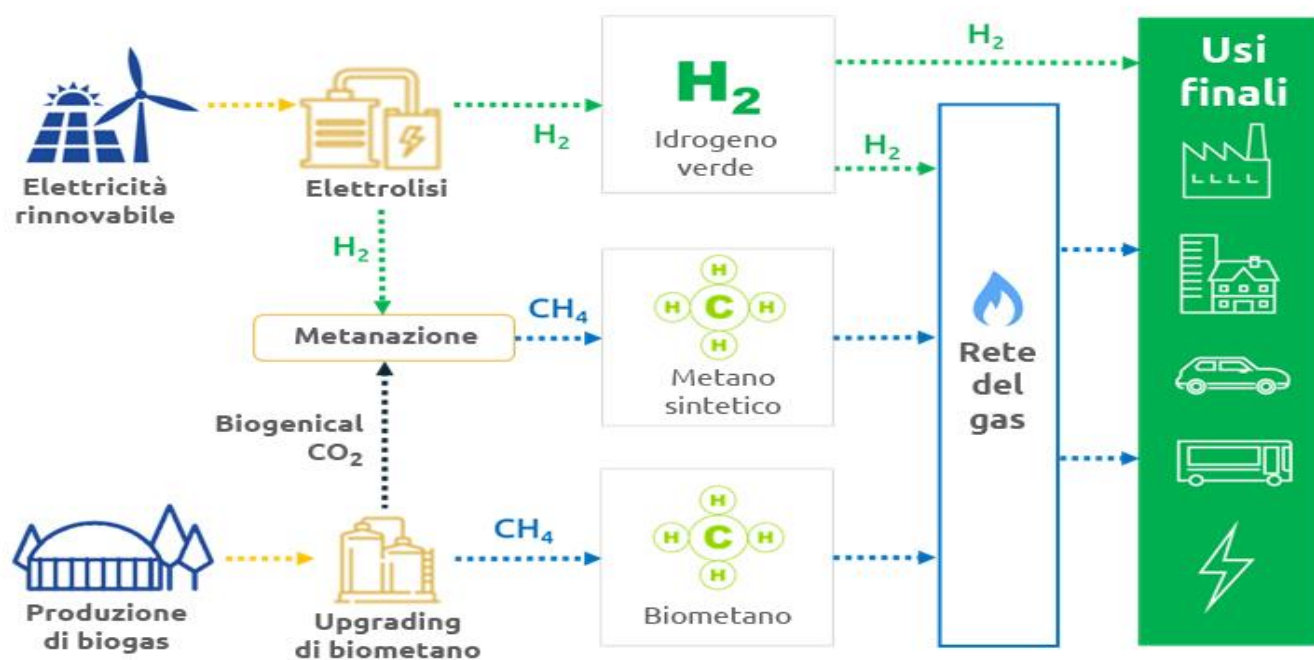 Elettricità
rinnovabile
Elettrolisi
H₂
H₂
Idrogeno
verde
H₂
H₂
Usi
finali
H₂
Metanazione
CH₄
H
H
C
H
H
Metano
sintetico
Rete
del
gas
Biogenical
CO₂
Produzione
di biogas
Upgrading
di biometano
CH₄
H
H
C
H
H
Biometano